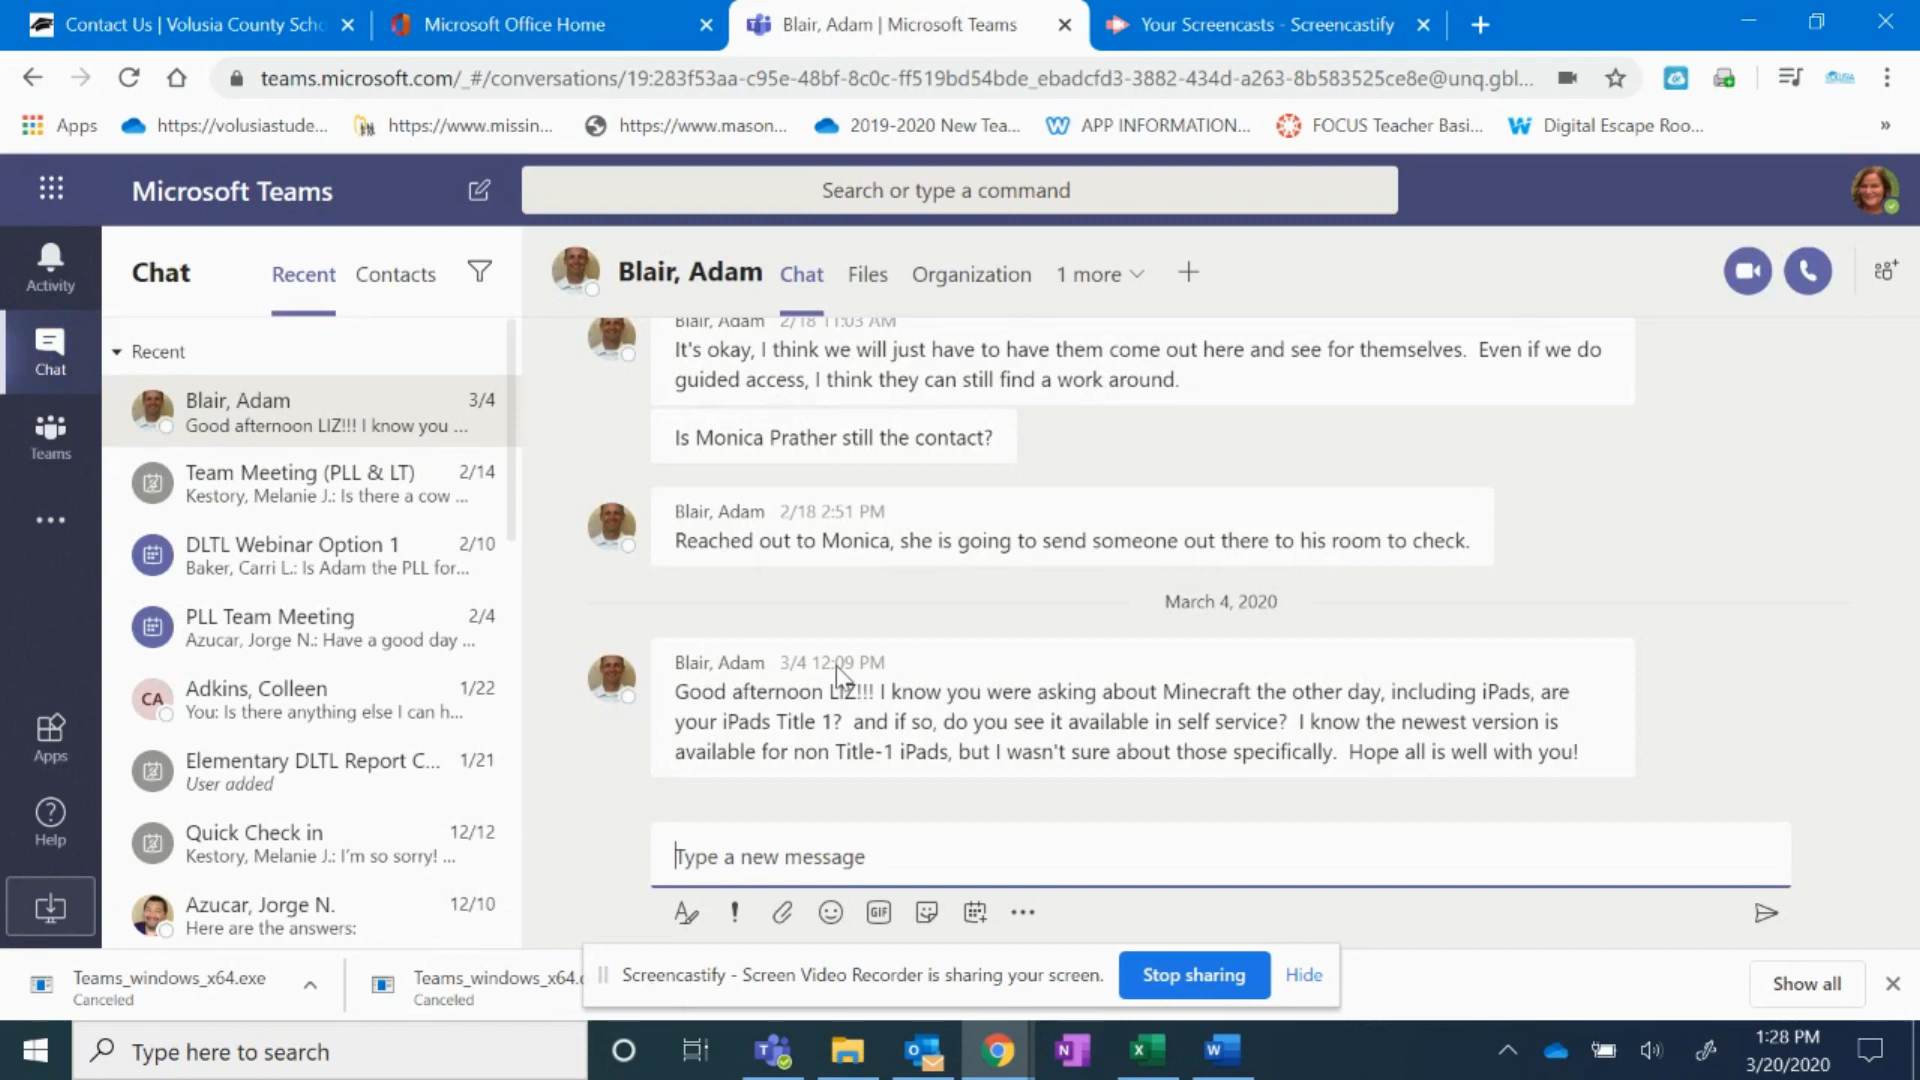 Contact Us | Volusia County Scho
Microsoft Office Home
Blair, Adam | Microsoft Teams
Your Screencasts - Screencastify
teams.microsoft.com/_#/conversations/19:283f53aa-c95e-48bf-8c0c-ff519bd54bde_ebadcfd3-3882-434d-a263-8b583525ce8e@unq.gbl...
Apps
https://volusiastude...
https://www.missin...
https://www.mason...
2019-2020 New Tea...
APP INFORMATION...
FOCUS Teacher Basi...
Digital Escape Roo...
Microsoft Teams
Search or type a command
Activity
Chat
Teams
Apps
Help
Chat
Recent
Contacts
Recent
Blair, Adam 3/4
Good afternoon LIZ!!! I know you ...
Team Meeting (PLL & LT) 2/14
Kestory, Melanie J.: Is there a cow ...
DLTL Webinar Option 1 2/10
Baker, Carri L.: Is Adam the PLL for...
PLL Team Meeting 2/4
Azucar, Jorge N.: Have a good day ...
CA
Adkins, Colleen 1/22
You: Is there anything else I can h...
Elementary DLTL Report C... 1/21
User added
Quick Check in 12/12
Kestory, Melanie J.: I'm so sorry! ...
Azucar, Jorge N. 12/10
Here are the answers:
Blair, Adam Chat Files Organization 1 more
Blair, Adam 2/18 11:03 AM
It's okay, I think we will just have to have them come out here and see for themselves. Even if we do
guided access, I think they can still find a work around.
Is Monica Prather still the contact?
Blair, Adam 2/18 2:51 PM
Reached out to Monica, she is going to send someone out there to his room to check.
March 4, 2020
Blair, Adam 3/4 12:09 PM
Good afternoon LIZ!!! I know you were asking about Minecraft the other day, including iPads, are
your iPads Title 1? and if so, do you see it available in self service? I know the newest version is
available for non Title-1 iPads, but I wasn't sure about those specifically. Hope all is well with you!
Type a new message
GIF
Teams_windows_x64.exe
Canceled
Teams_windows_x64.
Canceled
Screencastify - Screen Video Recorder is sharing your screen.
Stop sharing
Hide
Show all
Type here to search
1:28 PM
3/20/2020